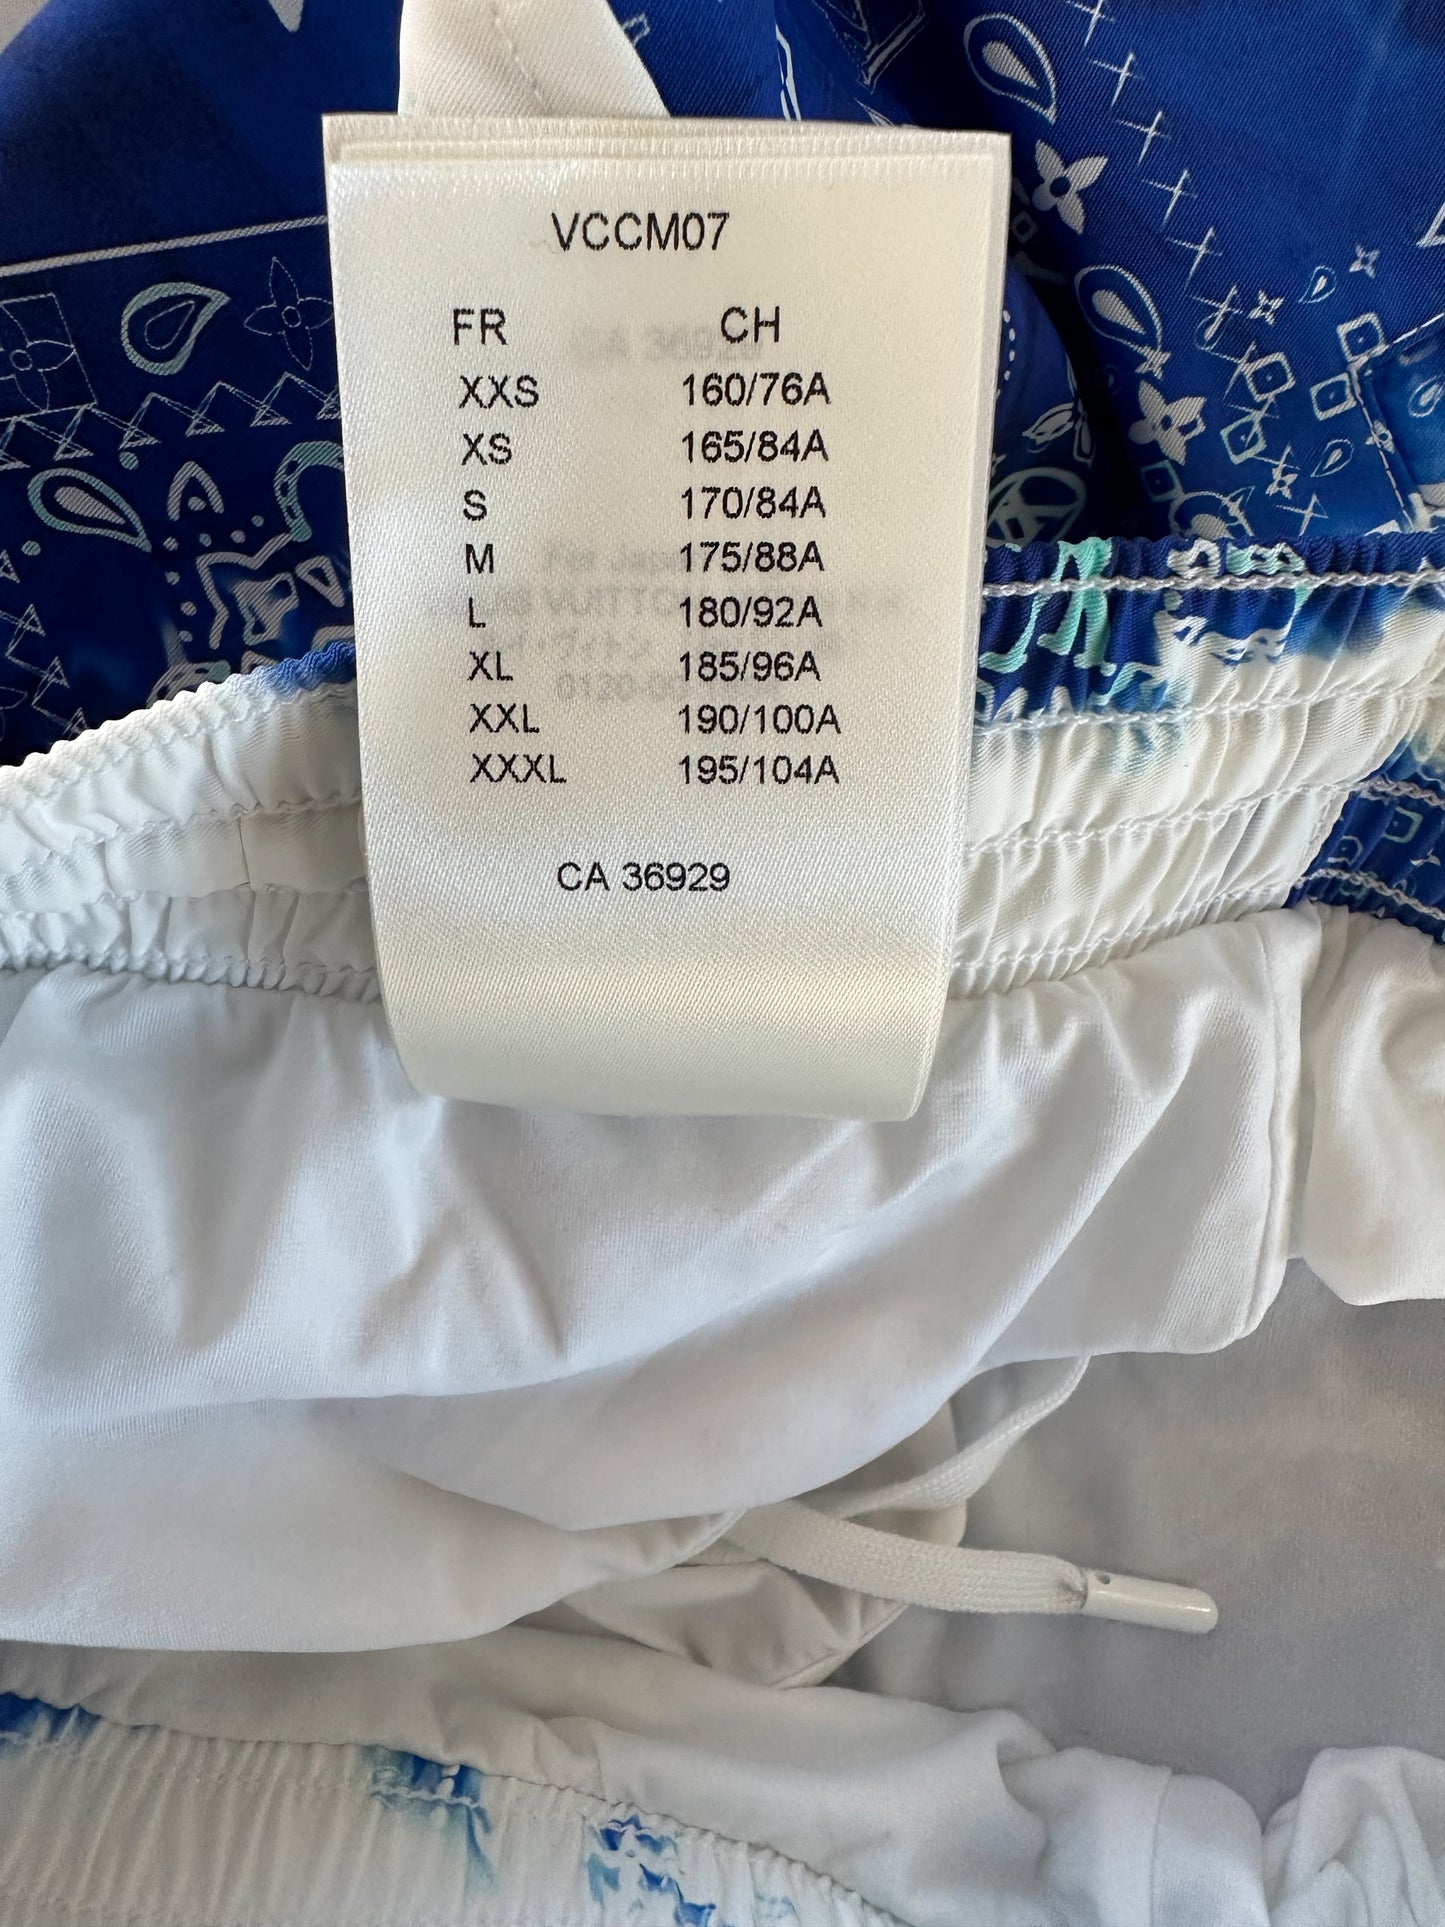 VCCM07
FR CH
XXS 160/76A
XS 165/84A
S 170/84A
M 175/88A
L 180/92A
XL 185/96A
XXL 190/100A
XXXL 195/104A
CA 36929